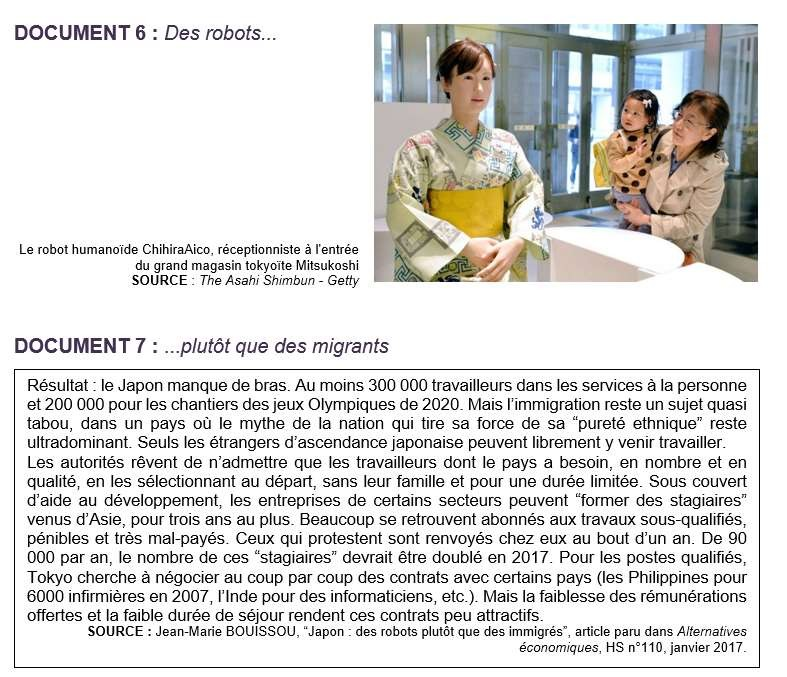 DOCUMENT 6 : Des robots...
Le robot humanoïde ChihiraAico, réceptionniste à l'entrée
du grand magasin tokyoïte Mitsukoshi
SOURCE : The Asahi Shimbun - Getty
DOCUMENT 7 : ...plutôt que des migrants
Résultat : le Japon manque de bras. Au moins 300 000 travailleurs dans les services à la personne
et 200 000 pour les chantiers des jeux Olympiques de 2020. Mais l’immigration reste un sujet quasi
tabou, dans un pays où le mythe de la nation qui tire sa force de sa “pureté ethnique” reste
ultradominant. Seuls les étrangers d’ascendance japonaise peuvent librement y venir travailler.
Les autorités rêvent de n’admettre que les travailleurs dont le pays a besoin, en nombre et en
qualité, en les sélectionnant au départ, sans leur famille et pour une durée limitée. Sous couvert
d’aide au développement, les entreprises de certains secteurs peuvent “former des stagiaires”
venus d’Asie, pour trois ans au plus. Beaucoup se retrouvent abonnés aux travaux sous-qualifiés,
pénibles et très mal-payés. Ceux qui protestent sont renvoyés chez eux au bout d’un an. De 90
000 par an, le nombre de ces “stagiaires” devrait être doublé en 2017. Pour les postes qualifiés,
Tokyo cherche à négocier au coup par coup des contrats avec certains pays (les Philippines pour
6000 infirmières en 2007, l’Inde pour des informaticiens, etc.). Mais la faiblesse des rémunérations
offertes et la faible durée de séjour rendent ces contrats peu attractifs.
SOURCE : Jean-Marie BOUISSOU, “Japon : des robots plutôt que des immigrés”, article paru dans Alternatives
économiques, HS n°110, janvier 2017.